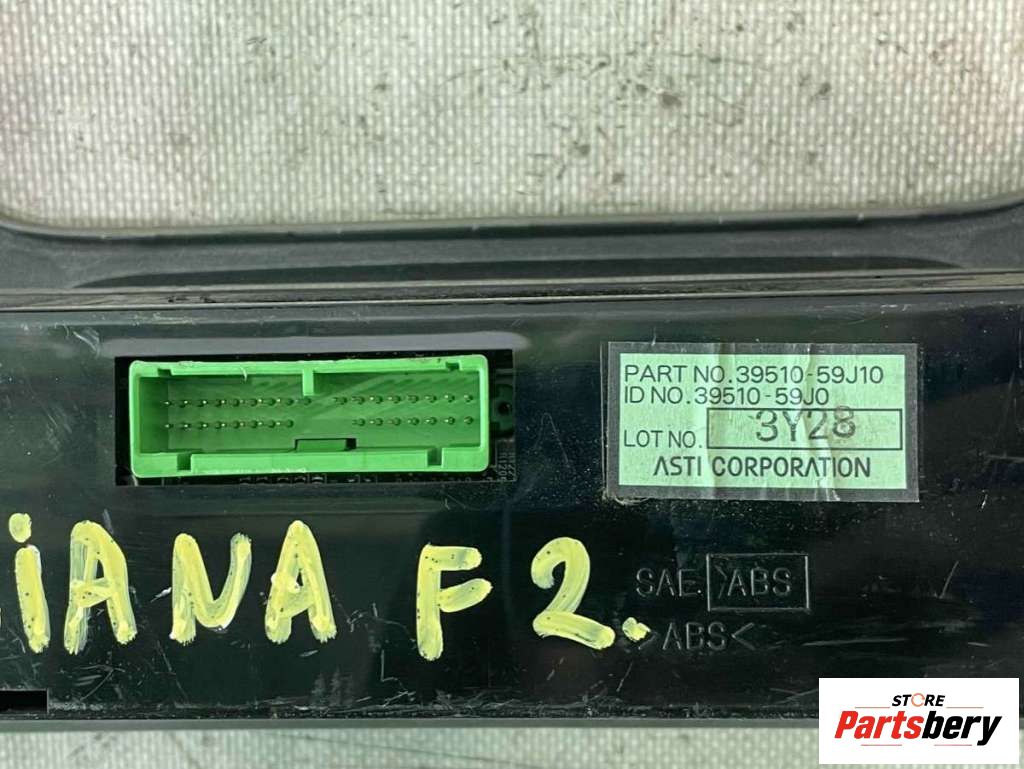 PART NO.39510-59J10
ID NO.39510-59J0
LOT NO. 3Y28
ASTI CORPORATION
iANA F2.
SAE >ABS
>ABS<
STORE
Partsbery